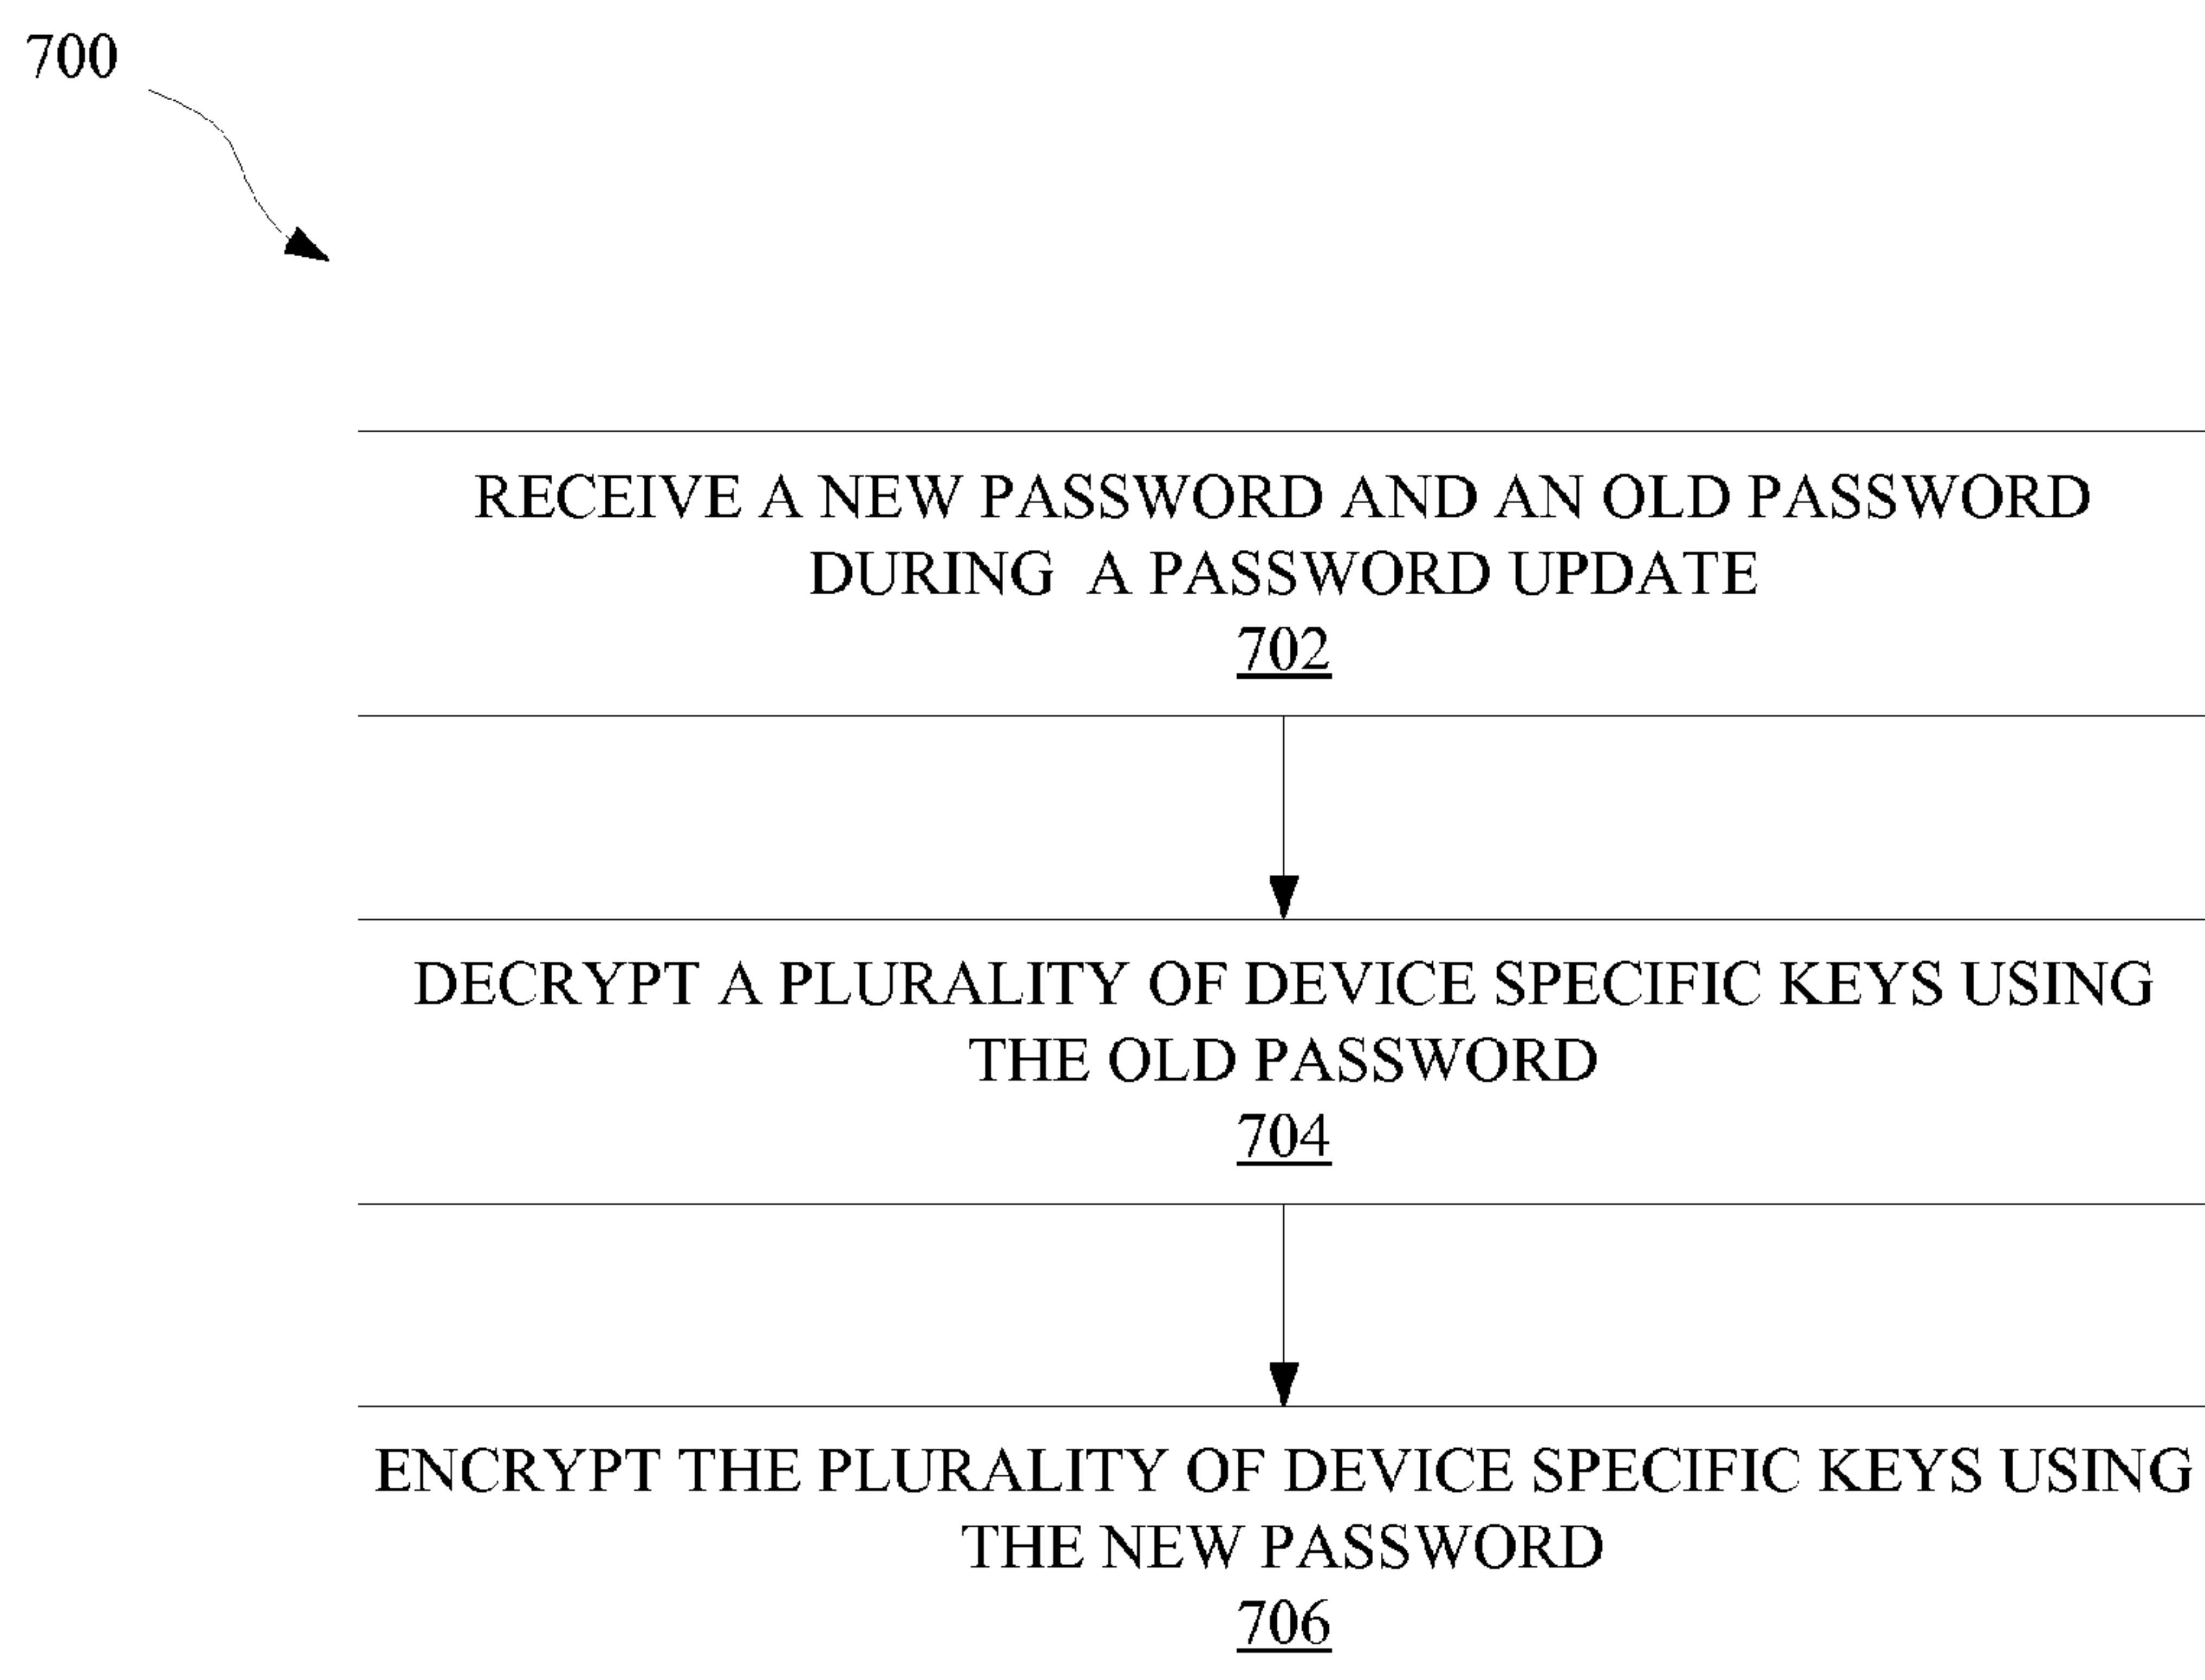 700
RECEIVE A NEW PASSWORD AND AN OLD PASSWORD
DURING A PASSWORD UPDATE
702
DECRYPT A PLURALITY OF DEVICE SPECIFIC KEYS USING
THE OLD PASSWORD
704
ENCRYPT THE PLURALITY OF DEVICE SPECIFIC KEYS USING
THE NEW PASSWORD
706